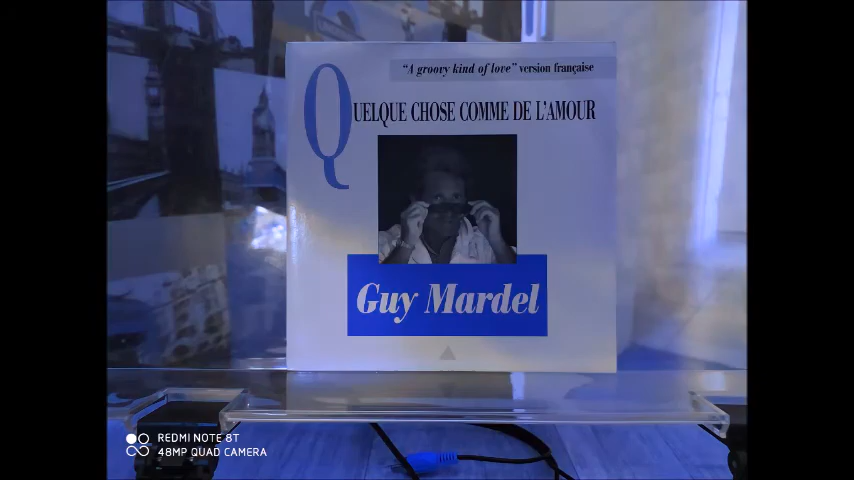 "A groovy kind of love" version française
QUELQUE CHOSE COMME DE L'AMOUR
Guy Mardel
REDMI NOTE 8T
48MP QUAD CAMERA